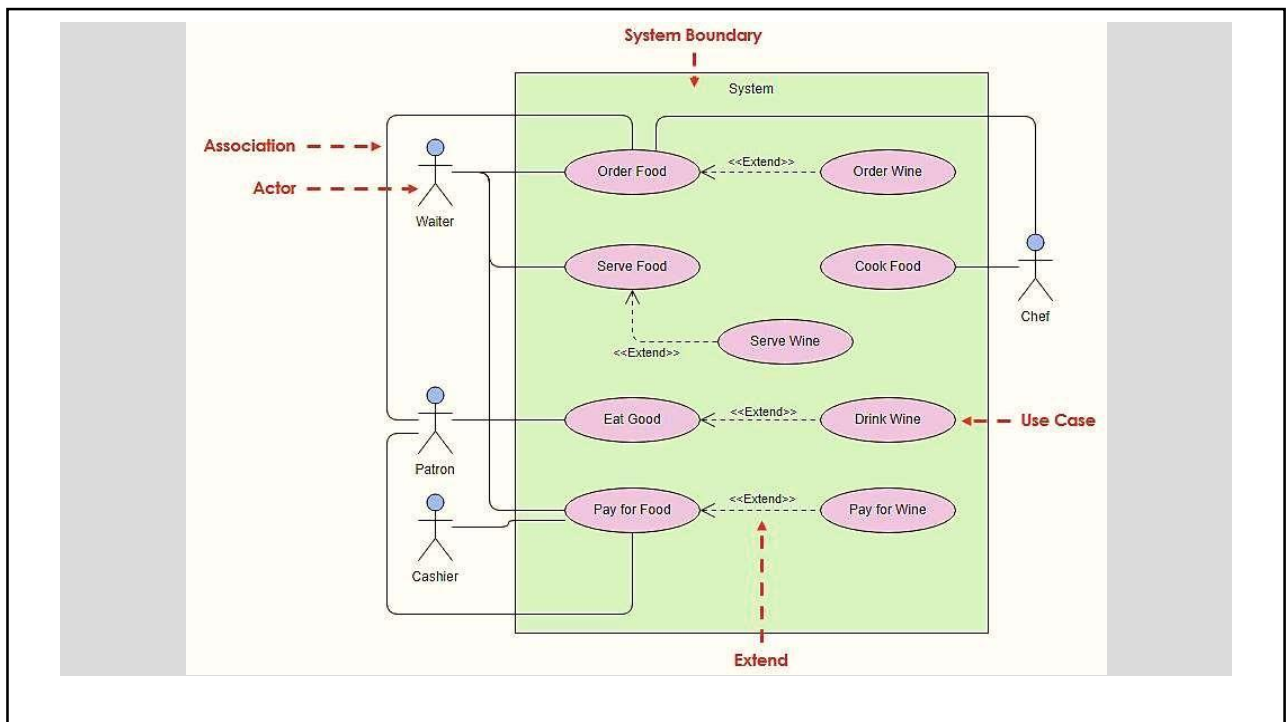 System Boundary
System
Association
<<Extend>>
Order Food
Order Wine
Actor
Waiter
Serve Food
Cook Food
Chef
Serve Wine
<<Extend>>
<<Extend>>
Eat Good
Drink Wine
Use Case
Patron
<<Extend>>
Pay for Food
Pay for Wine
Cashier
Extend